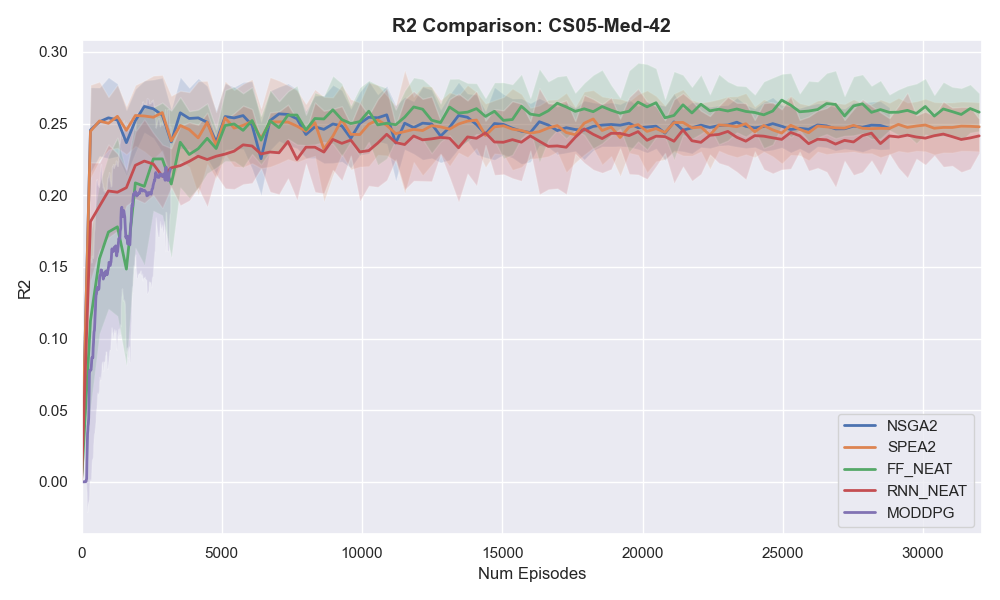 R2 Comparison: CS05-Med-42
0.30
0.25
0.20
0.15
0.10
0.05
0.00
R2
0 5000 10000 15000 20000 25000 30000
Num Episodes
NSGA2
SPEA2
FF_NEAT
RNN_NEAT
MODDPG